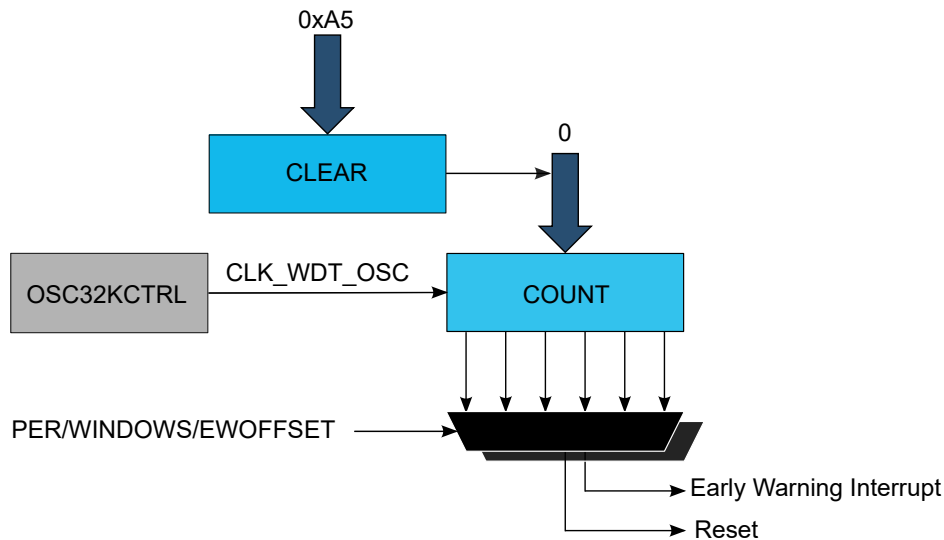 0xA5
0
CLEAR
OSC32KCTRL
CLK_WDT_OSC
COUNT
PER/WINDOWS/EWOFFSET
Early Warning Interrupt
Reset